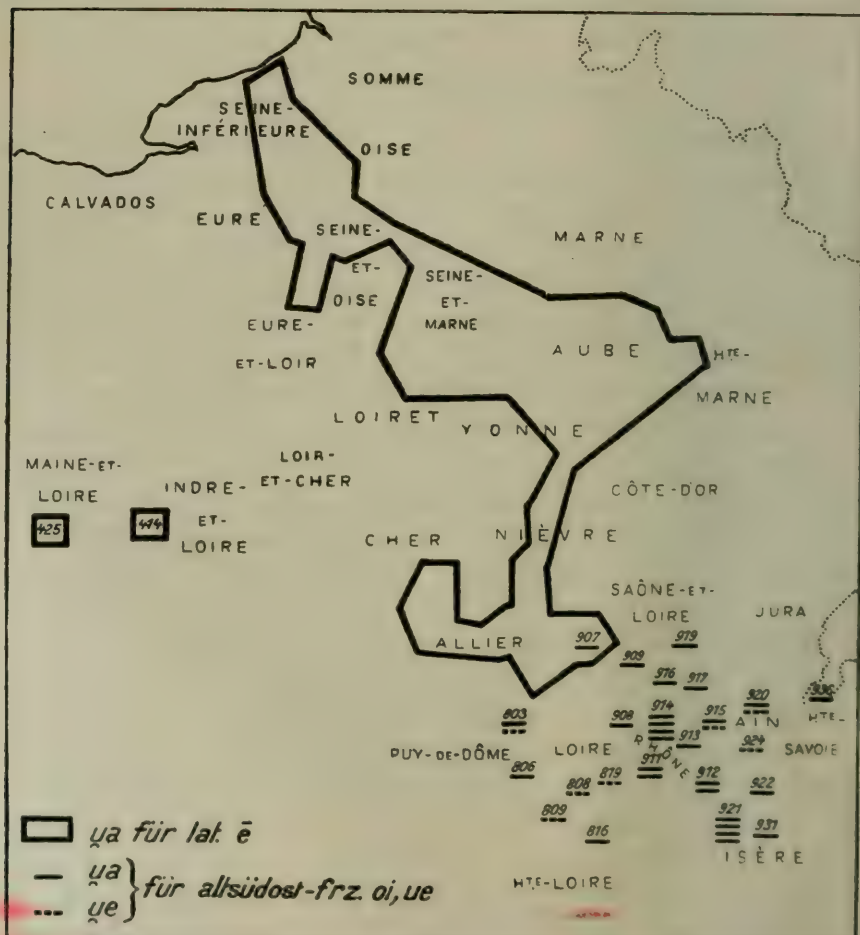 SOMME
SEINE-
INFÉRIEURE
OISE
CALVADOS
EURE
SEINE-
ET-
OISE
MARNE
SEINE-
ET-
MARNE
EURE-
ET-LOIR
AUBE
HTE-
MARNE
LOIRET
YONNE
LOIR-
ET-CHER
MAINE-ET-
LOIRE
425
INDRE-
ET-
LOIRE
414
CÔTE-D'OR
CHER
NIÈVRE
SAÔNE-ET-
LOIRE
JURA
ALLIER
907
919
909
916
917
920
936
803
908
914
915
AIN
HTE-
SAVOIE
PUY-DE-DÔME
LOIRE
RHÔNE
913
924
806
808
819
911
912
922
809
816
921
931
ISÈRE
HTE-LOIRE
u̯a für lat. ē
u̯a
u̯e
für altsüdost-frz. oi, ue